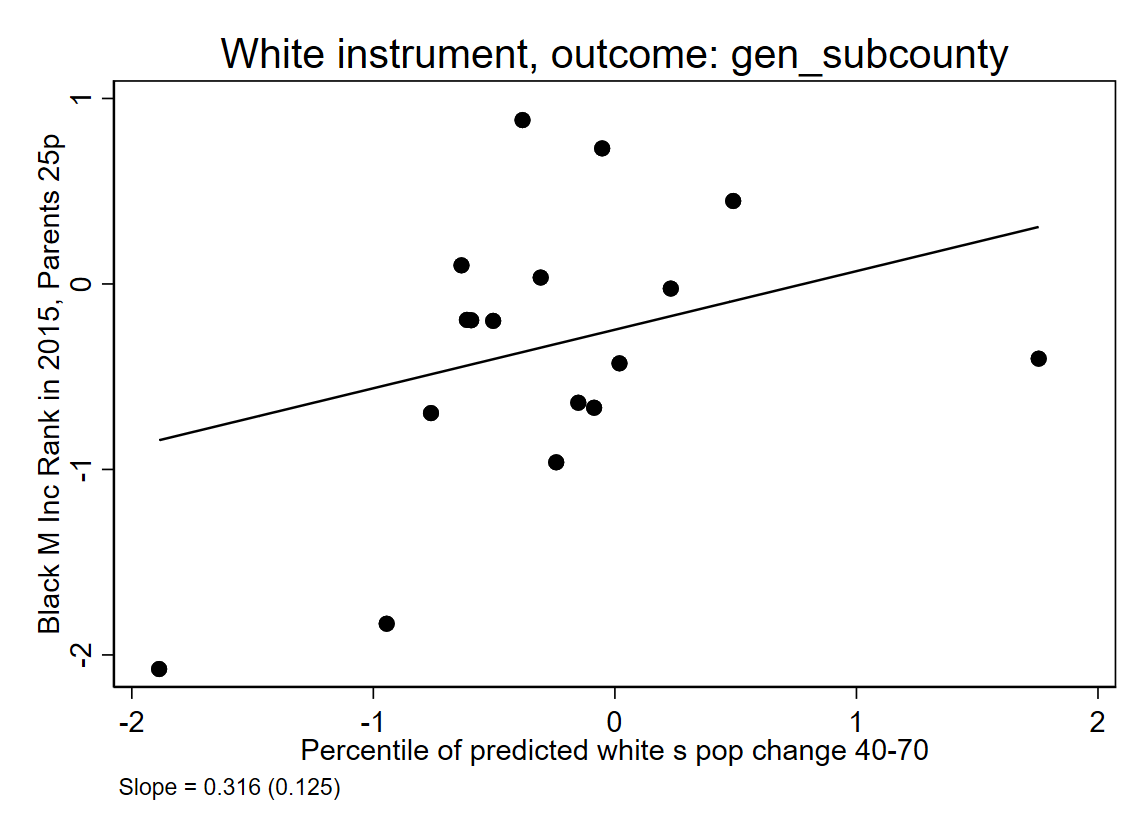 White instrument, outcome: gen_subcounty
Black M Inc Rank in 2015, Parents 25p
1
0
-1
-2
-2
-1
0
1
2
Percentile of predicted white s pop change 40-70
Slope = 0.316 (0.125)